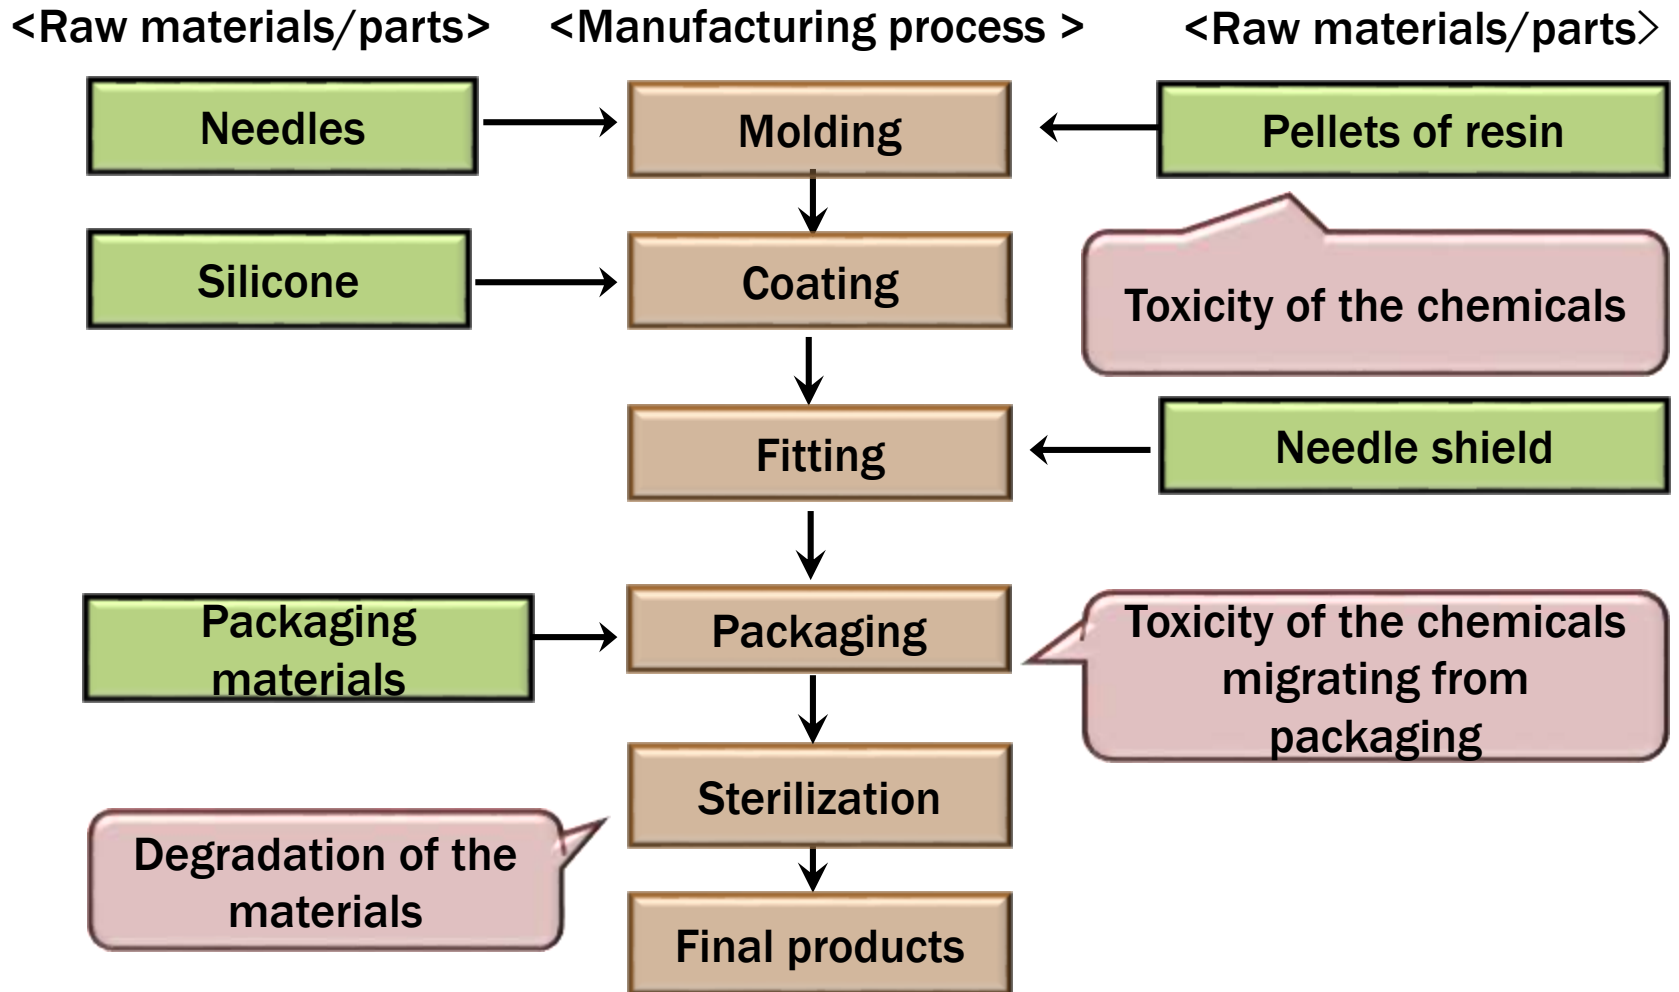 <Raw materials/parts>
<Manufacturing process >
<Raw materials/parts〉
Needles
Molding
Pellets of resin
Silicone
Coating
Toxicity of the chemicals
Fitting
Needle shield
Packaging
materials
Packaging
Toxicity of the chemicals
migrating from
packaging
Sterilization
Degradation of the
materials
Final products